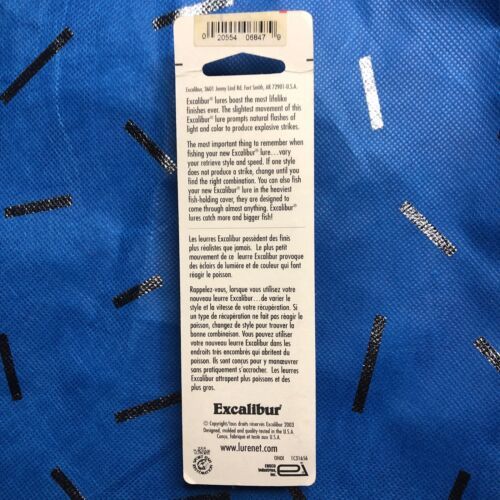 0 20554 06847 9
Excalibur, 3601 Jenny Lind Rd. Fort Smith, AR 72901-U.S.A.
Excalibur® lures boast the most lifelike
finishes ever. The slightest movement of this
Excalibur® lure prompts natural flashes of
light and color to produce explosive strikes.
The most important thing to remember when
fishing your new Excalibur® lure...vary
your retrieve style and speed. If one style
does not produce a strike, change until you
find the right combination. You can also fish
your new Excalibur® lure in the heaviest
fish-holding cover, they are designed to
come through almost anything. Excalibur®
lures catch more and bigger fish!
Les leurres Excalibur possèdent des finis
plus réalistes que jamais. Le plus petit
mouvement de ce leurre Excalibur provoque
des éclairs de lumière et de couleur qui font
réagir le poisson.
Rappelez-vous, lorsque vous utilisez votre
nouveau leurre Excalibur...de varier le
style et la vitesse de votre récupération. Si
un type de récupération ne fait pas réagir le
poisson, changez de style pour trouver la
bonne combinaison. Vous pouvez utiliser
votre nouveau leurre Excalibur dans les
endroits très encombrés qui abritent du
poisson. Ils sont conçus pour y manœuvrer
sans pratiquement s'accrocher. Les leurres
Excalibur attrapent plus poissons et des
plus gros.
Excalibur®
© Copyright/tous droits réservés Excalibur 2003
Designed, molded and quality tested in the U.S.A.
Conçu, fabriqué et testé aux U.S.A.
www.lurenet.com
EBSCO
Industries,
Inc.